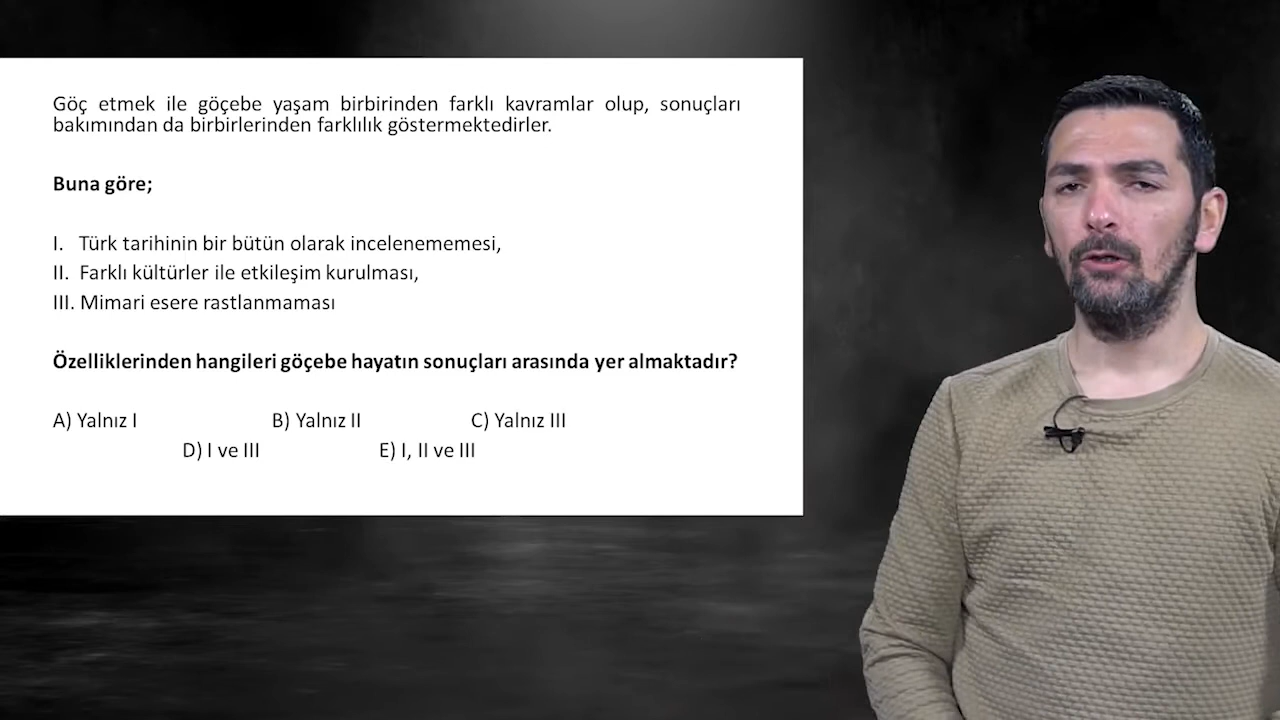 Göç etmek ile göçebe yaşam birbirinden farklı kavramlar olup, sonuçları
bakımından da birbirlerinden farklılık göstermektedirler.
Buna göre;
I. Türk tarihinin bir bütün olarak incelenememesi,
II. Farklı kültürler ile etkileşim kurulması,
III. Mimari esere rastlanmaması
Özelliklerinden hangileri göçebe hayatın sonuçları arasında yer almaktadır?
A) Yalnız I B) Yalnız II C) Yalnız III
D) I ve III E) I, II ve III